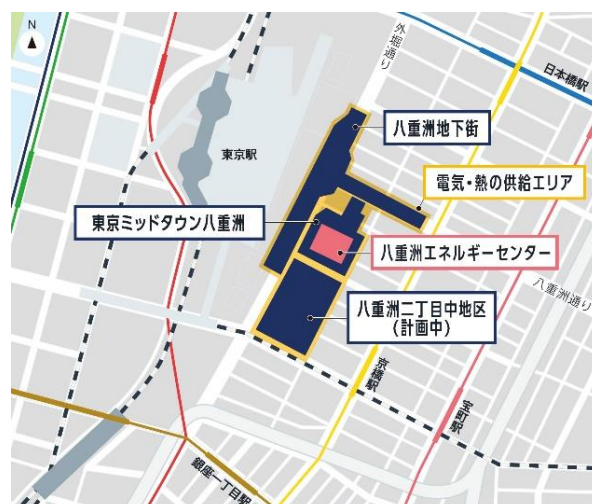 N
外堀通り
日本橋駅
八重洲地下街
東京駅
電気・熱の供給エリア
東京ミッドタウン八重洲
八重洲エネルギーセンター
八重洲通り
八重洲二丁目中地区
(計画中)
京橋駅
宝町駅
銀座一丁目駅